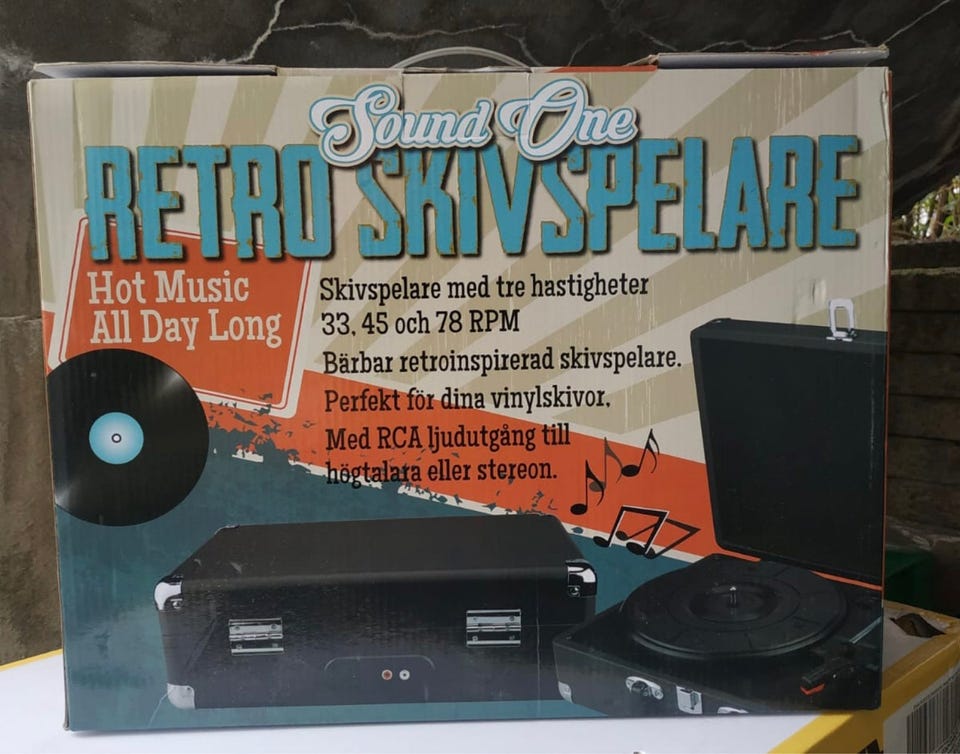 Sound One
RETRO SKIVSPELARE
Hot Music
All Day Long
Skivspelare med tre hastigheter
33, 45 och 78 RPM
Bärbar retroinspirerad skivspelare.
Perfekt för dina vinylskivor.
Med RCA ljudutgång till
högtalara eller stereon.